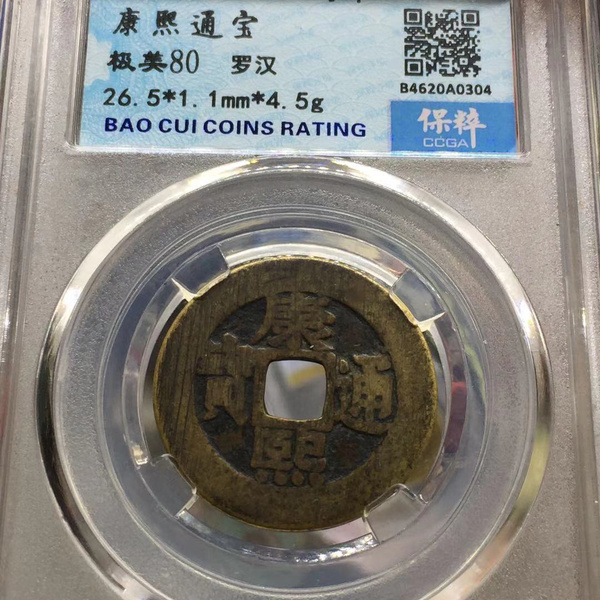 康熙通宝
极美80 罗汉
26.5*1.1mm*4.5g
BAO CUI COINS RATING
B4620A0304
保粹
CCGA
康熙通寶